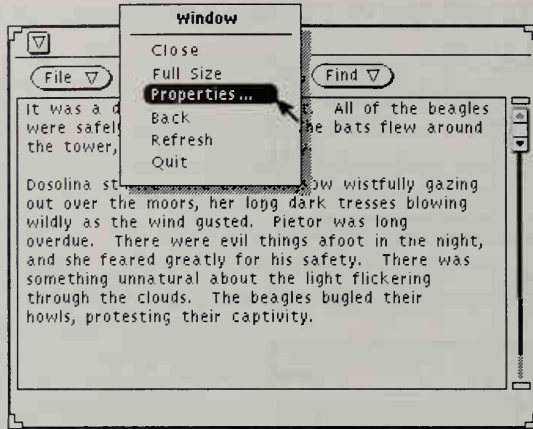 Window
Close
Full Size
Properties...
Back
Refresh
Quit
File
Find
It was a d All of the beagles
were safel he bats flew around
the tower,
Dosolina st ow wistfully gazing
out over the moors, her long dark tresses blowing
wildly as the wind gusted. Pietor was long
overdue. There were evil things afoot in the night,
and she feared greatly for his safety. There was
something unnatural about the light flickering
through the clouds. The beagles bugled their
howls, protesting their captivity.